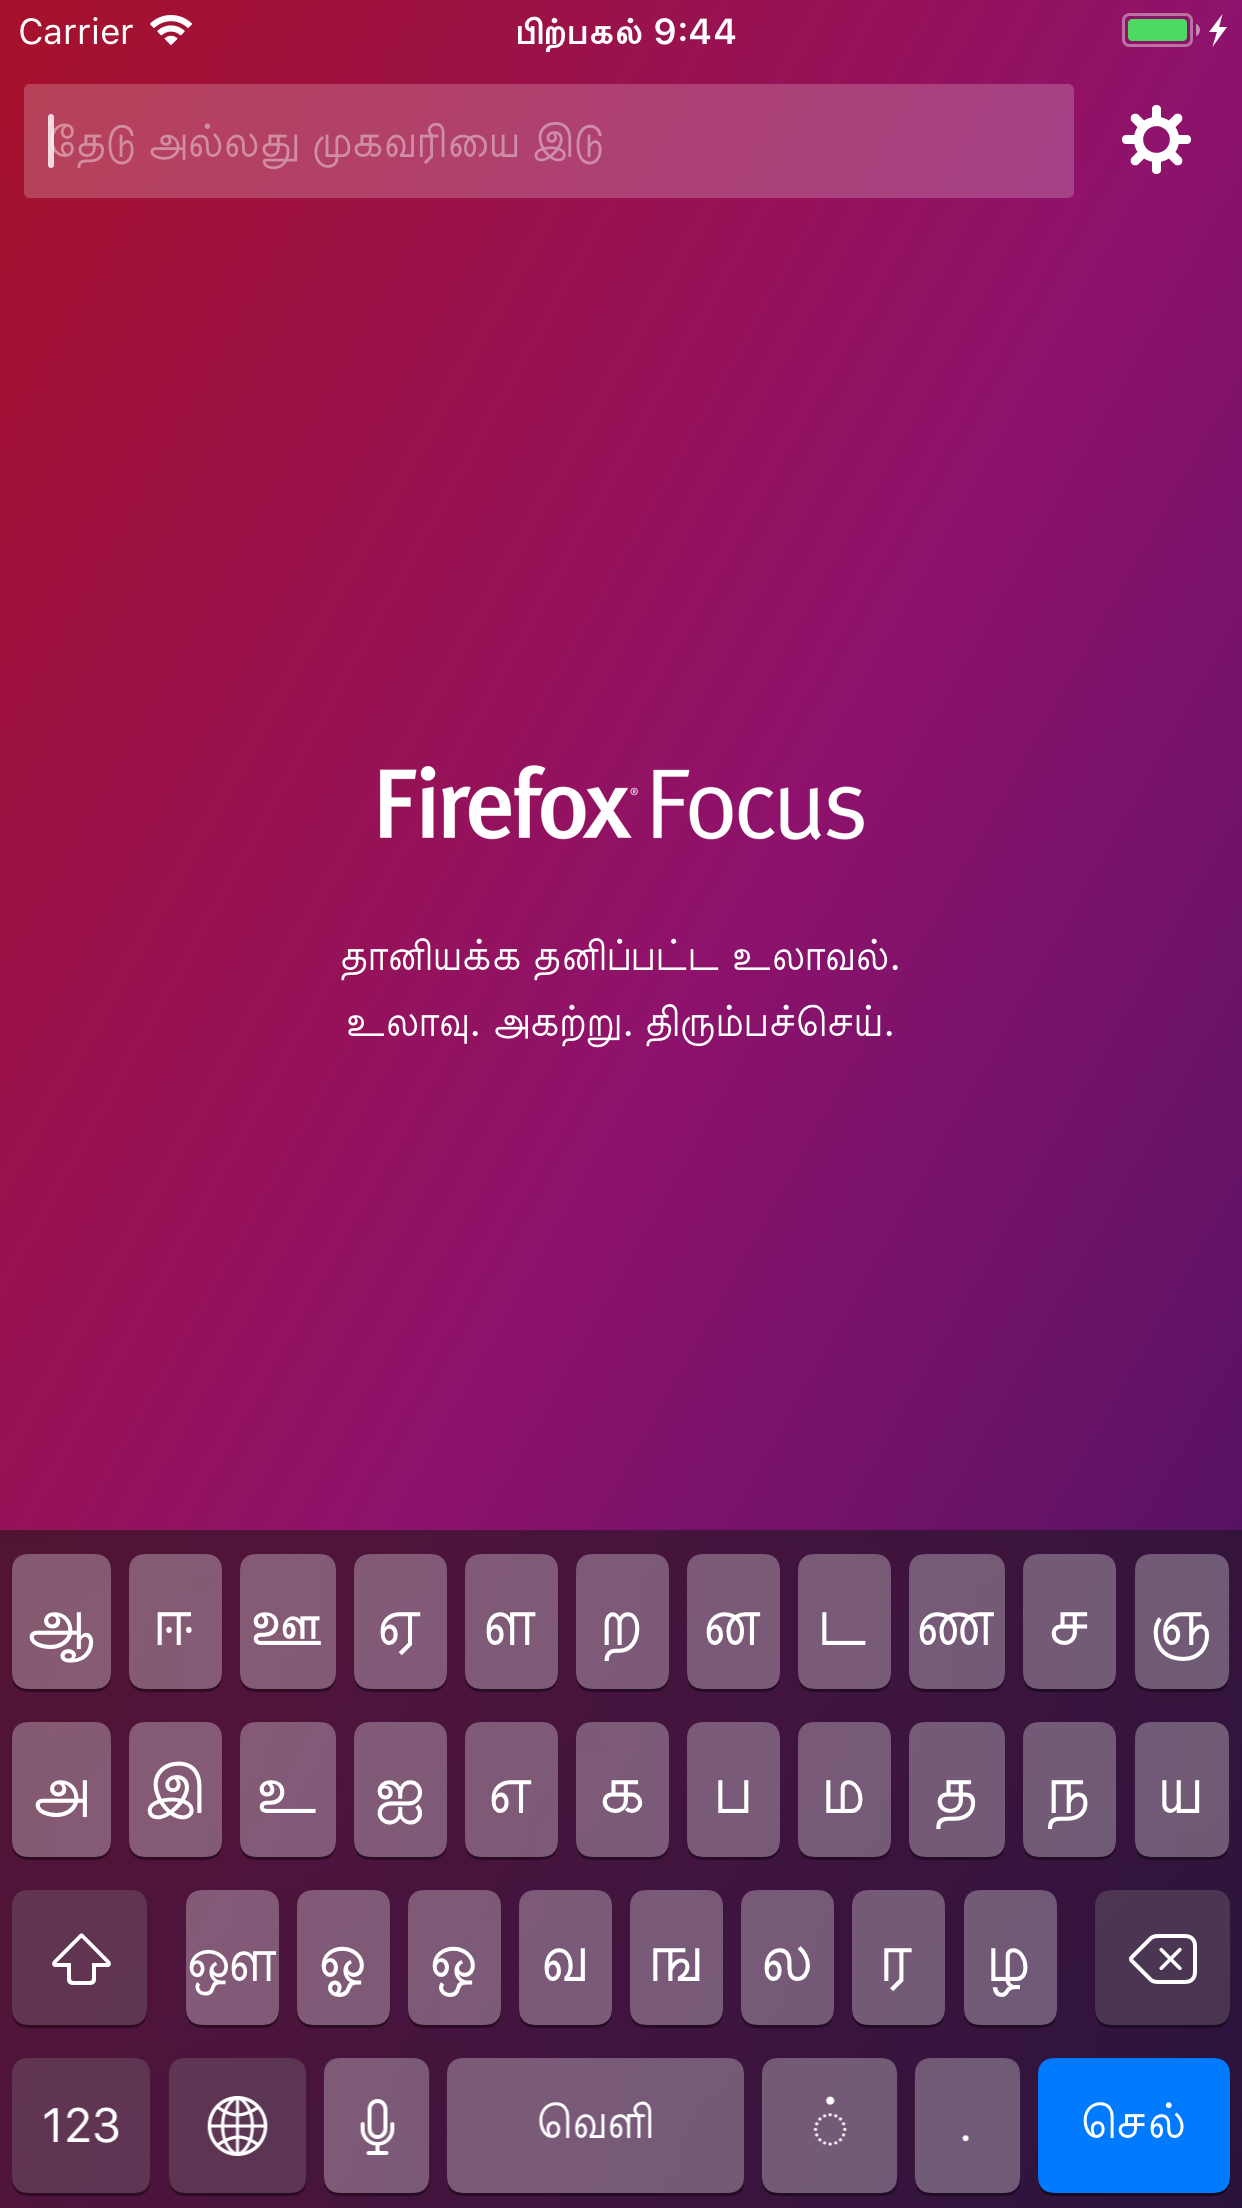 Carrier பிற்பகல் 9:44
தேடு அல்லது முகவரியை இடு
Firefox® Focus
தானியக்க தனிப்பட்ட உலாவல்.
உலாவு. அகற்று. திரும்பச்செய்.
ஆ ஈ ஊ ஏ ள ற ன ட ண ச ஞ
அ இ உ ஐ எ க ப ம த ந ய
ஔ ஓ ஒ வ ங ல ர ழ
123 வெளி ் . செல்